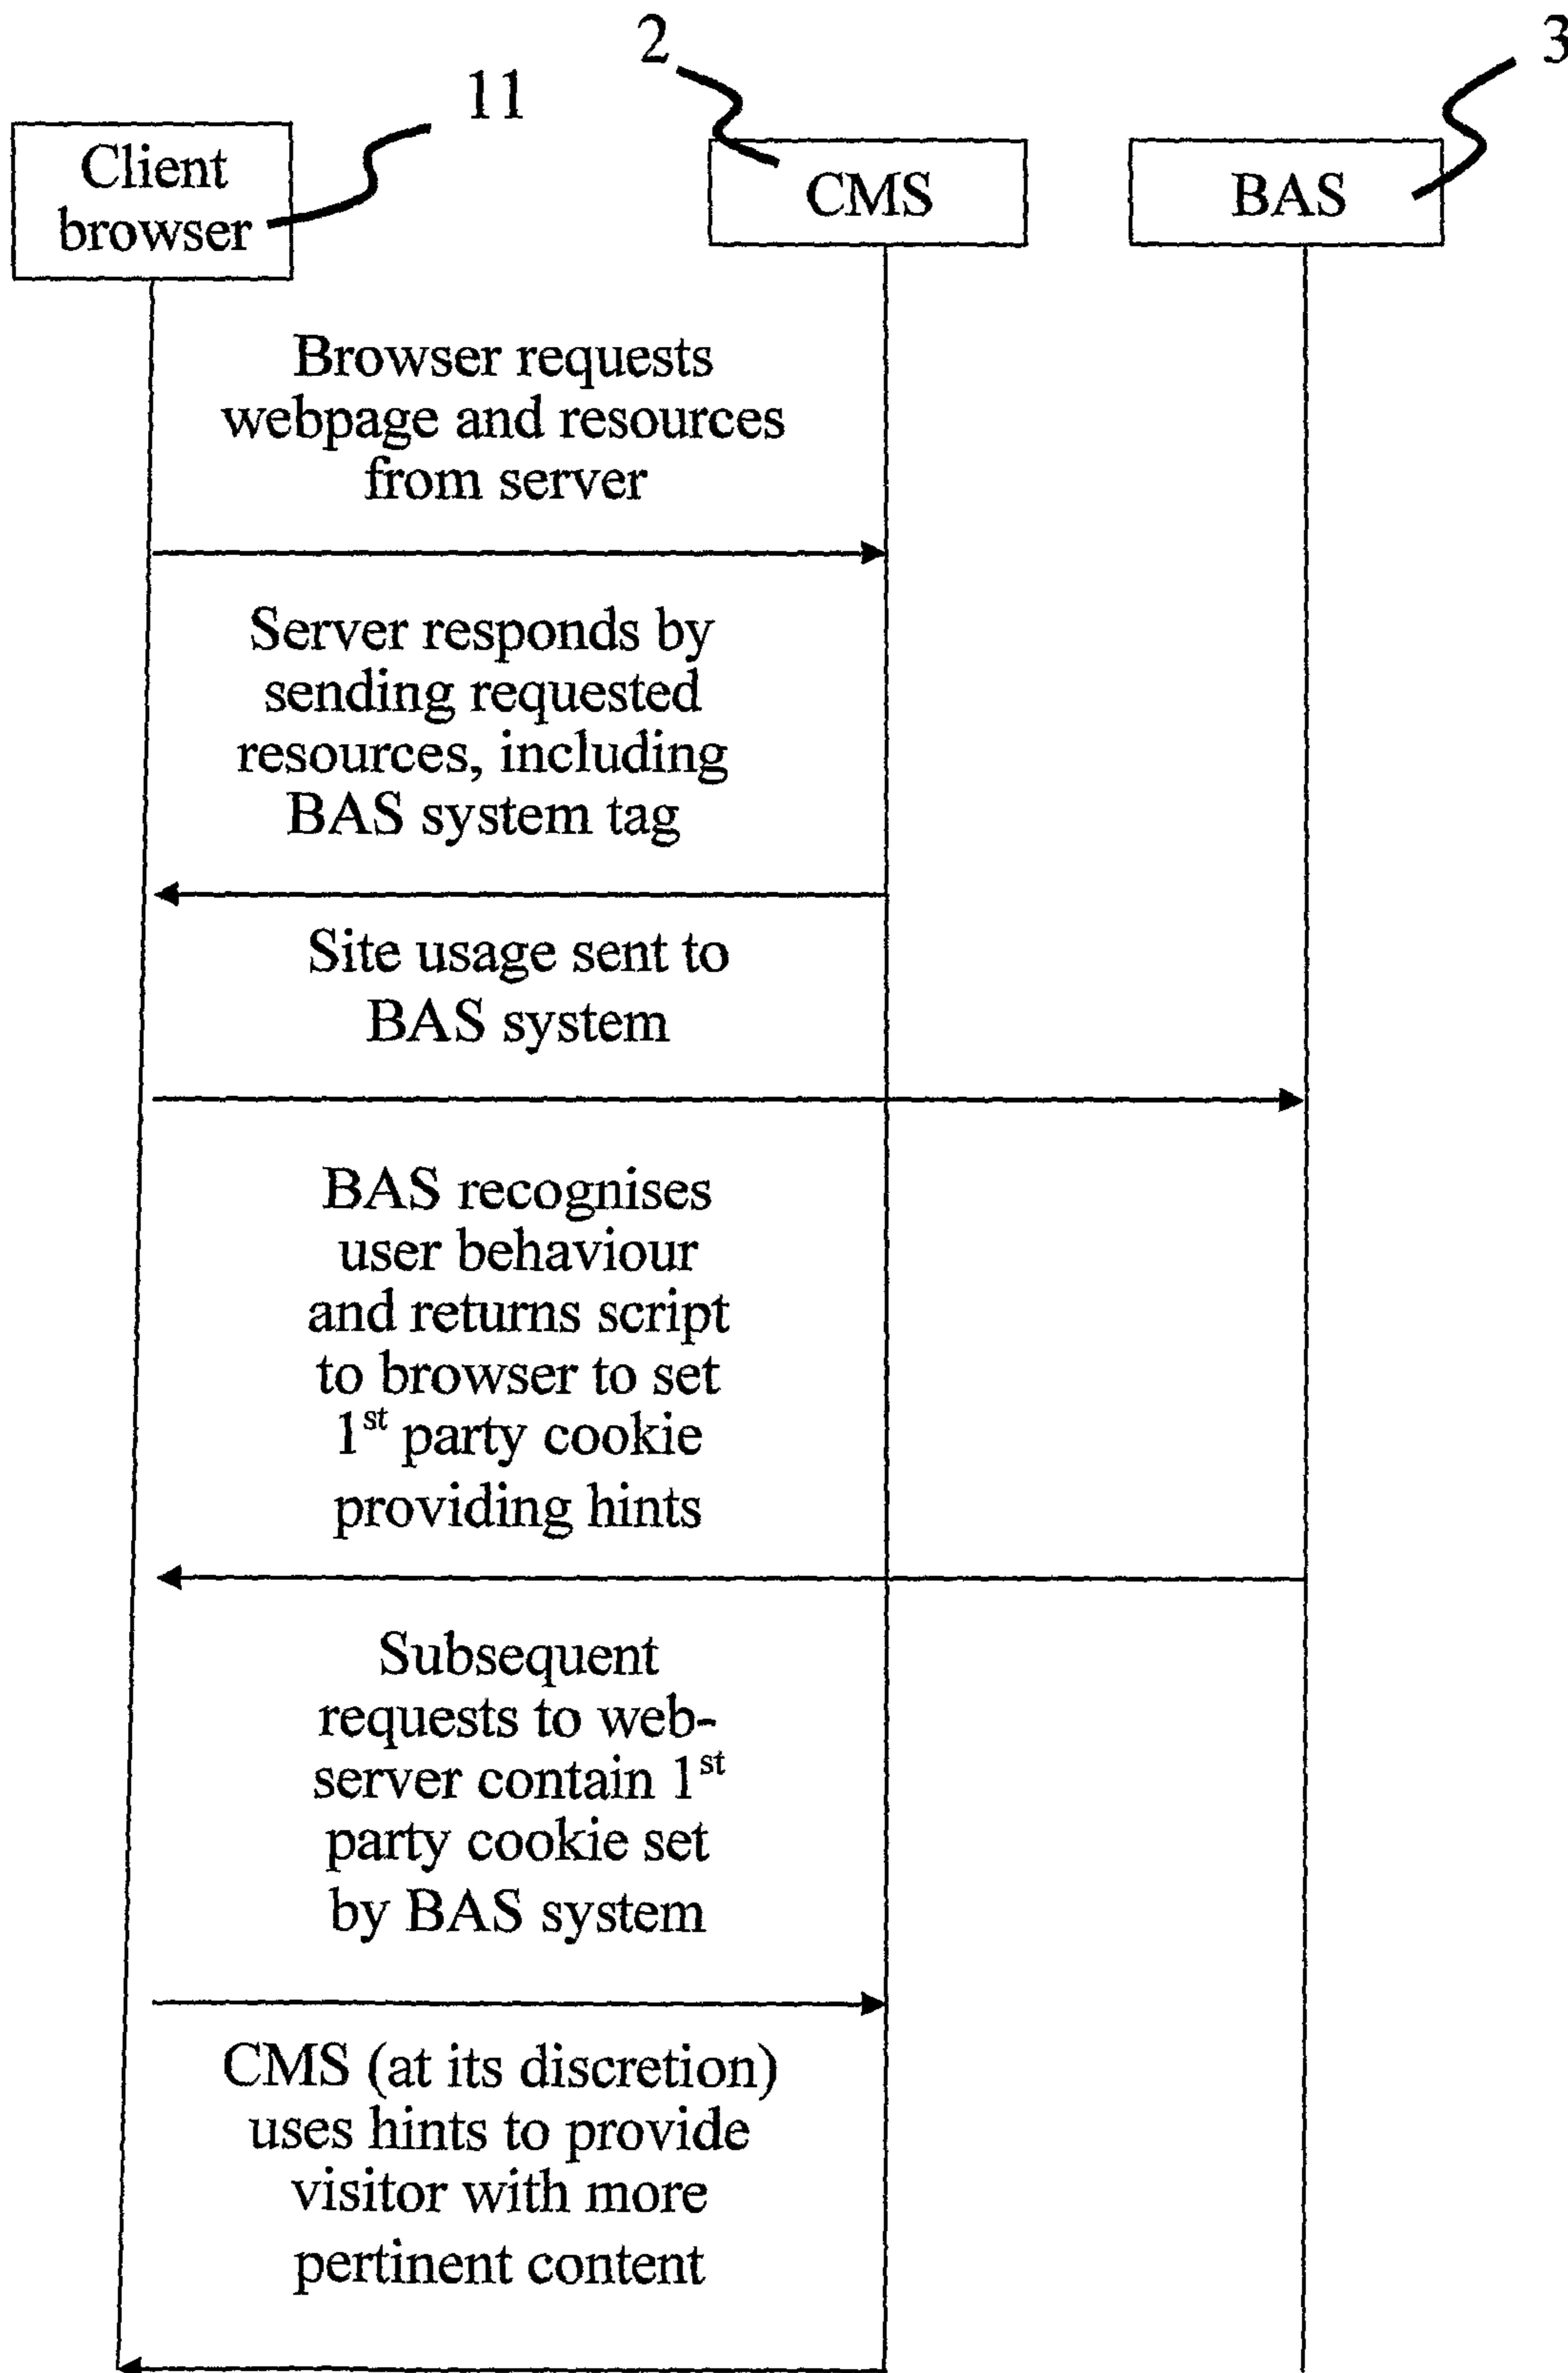 2
3
11
Client
browser
CMS
BAS
Browser requests
webpage and resources
from server
Server responds by
sending requested
resources, including
BAS system tag
Site usage sent to
BAS system
BAS recognises
user behaviour
and returns script
to browser to set
1st party cookie
providing hints
Subsequent
requests to web-
server contain 1st
party cookie set
by BAS system
CMS (at its discretion)
uses hints to provide
visitor with more
pertinent content